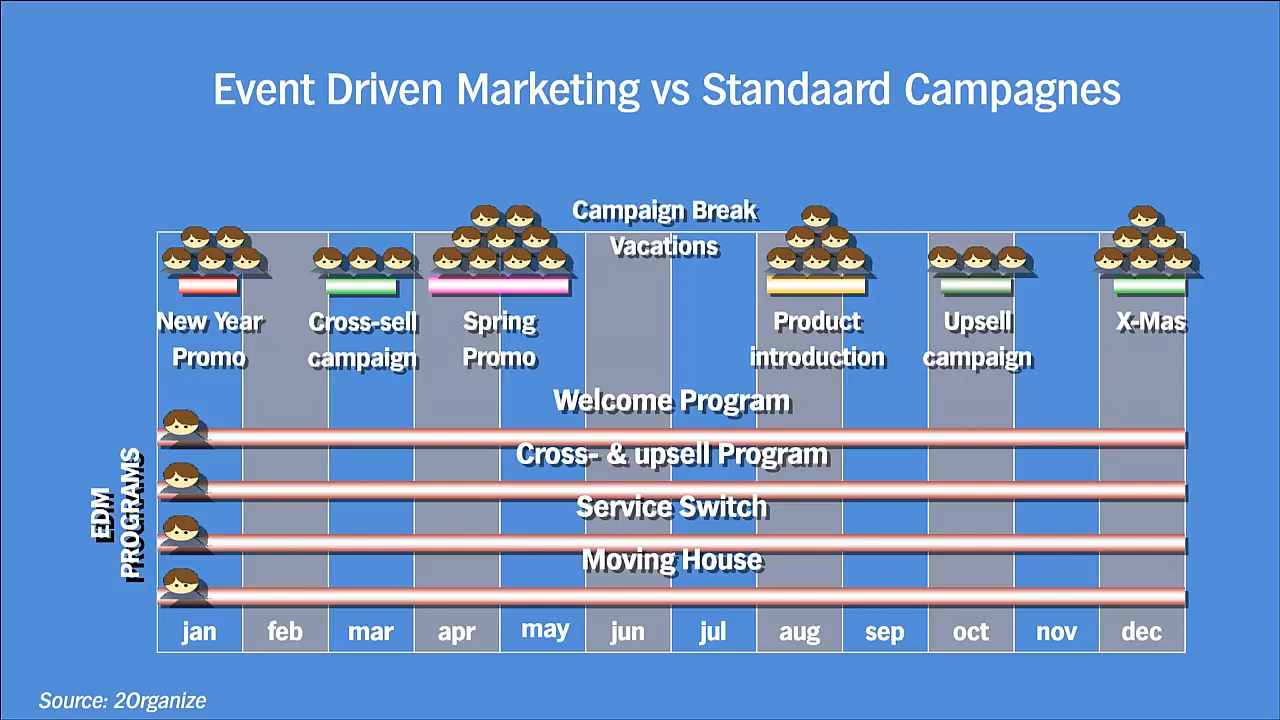 Event Driven Marketing vs Standaard Campagnes
Campaign Break
Vacations
New Year
Promo
Cross-sell
campaign
Spring
Promo
Product
introduction
Upsell
campaign
X-Mas
Welcome Program
Cross- & upsell Program
Service Switch
Moving House
EDM
PROGRAMS
jan feb mar apr may jun jul aug sep oct nov dec
Source: 2Organize